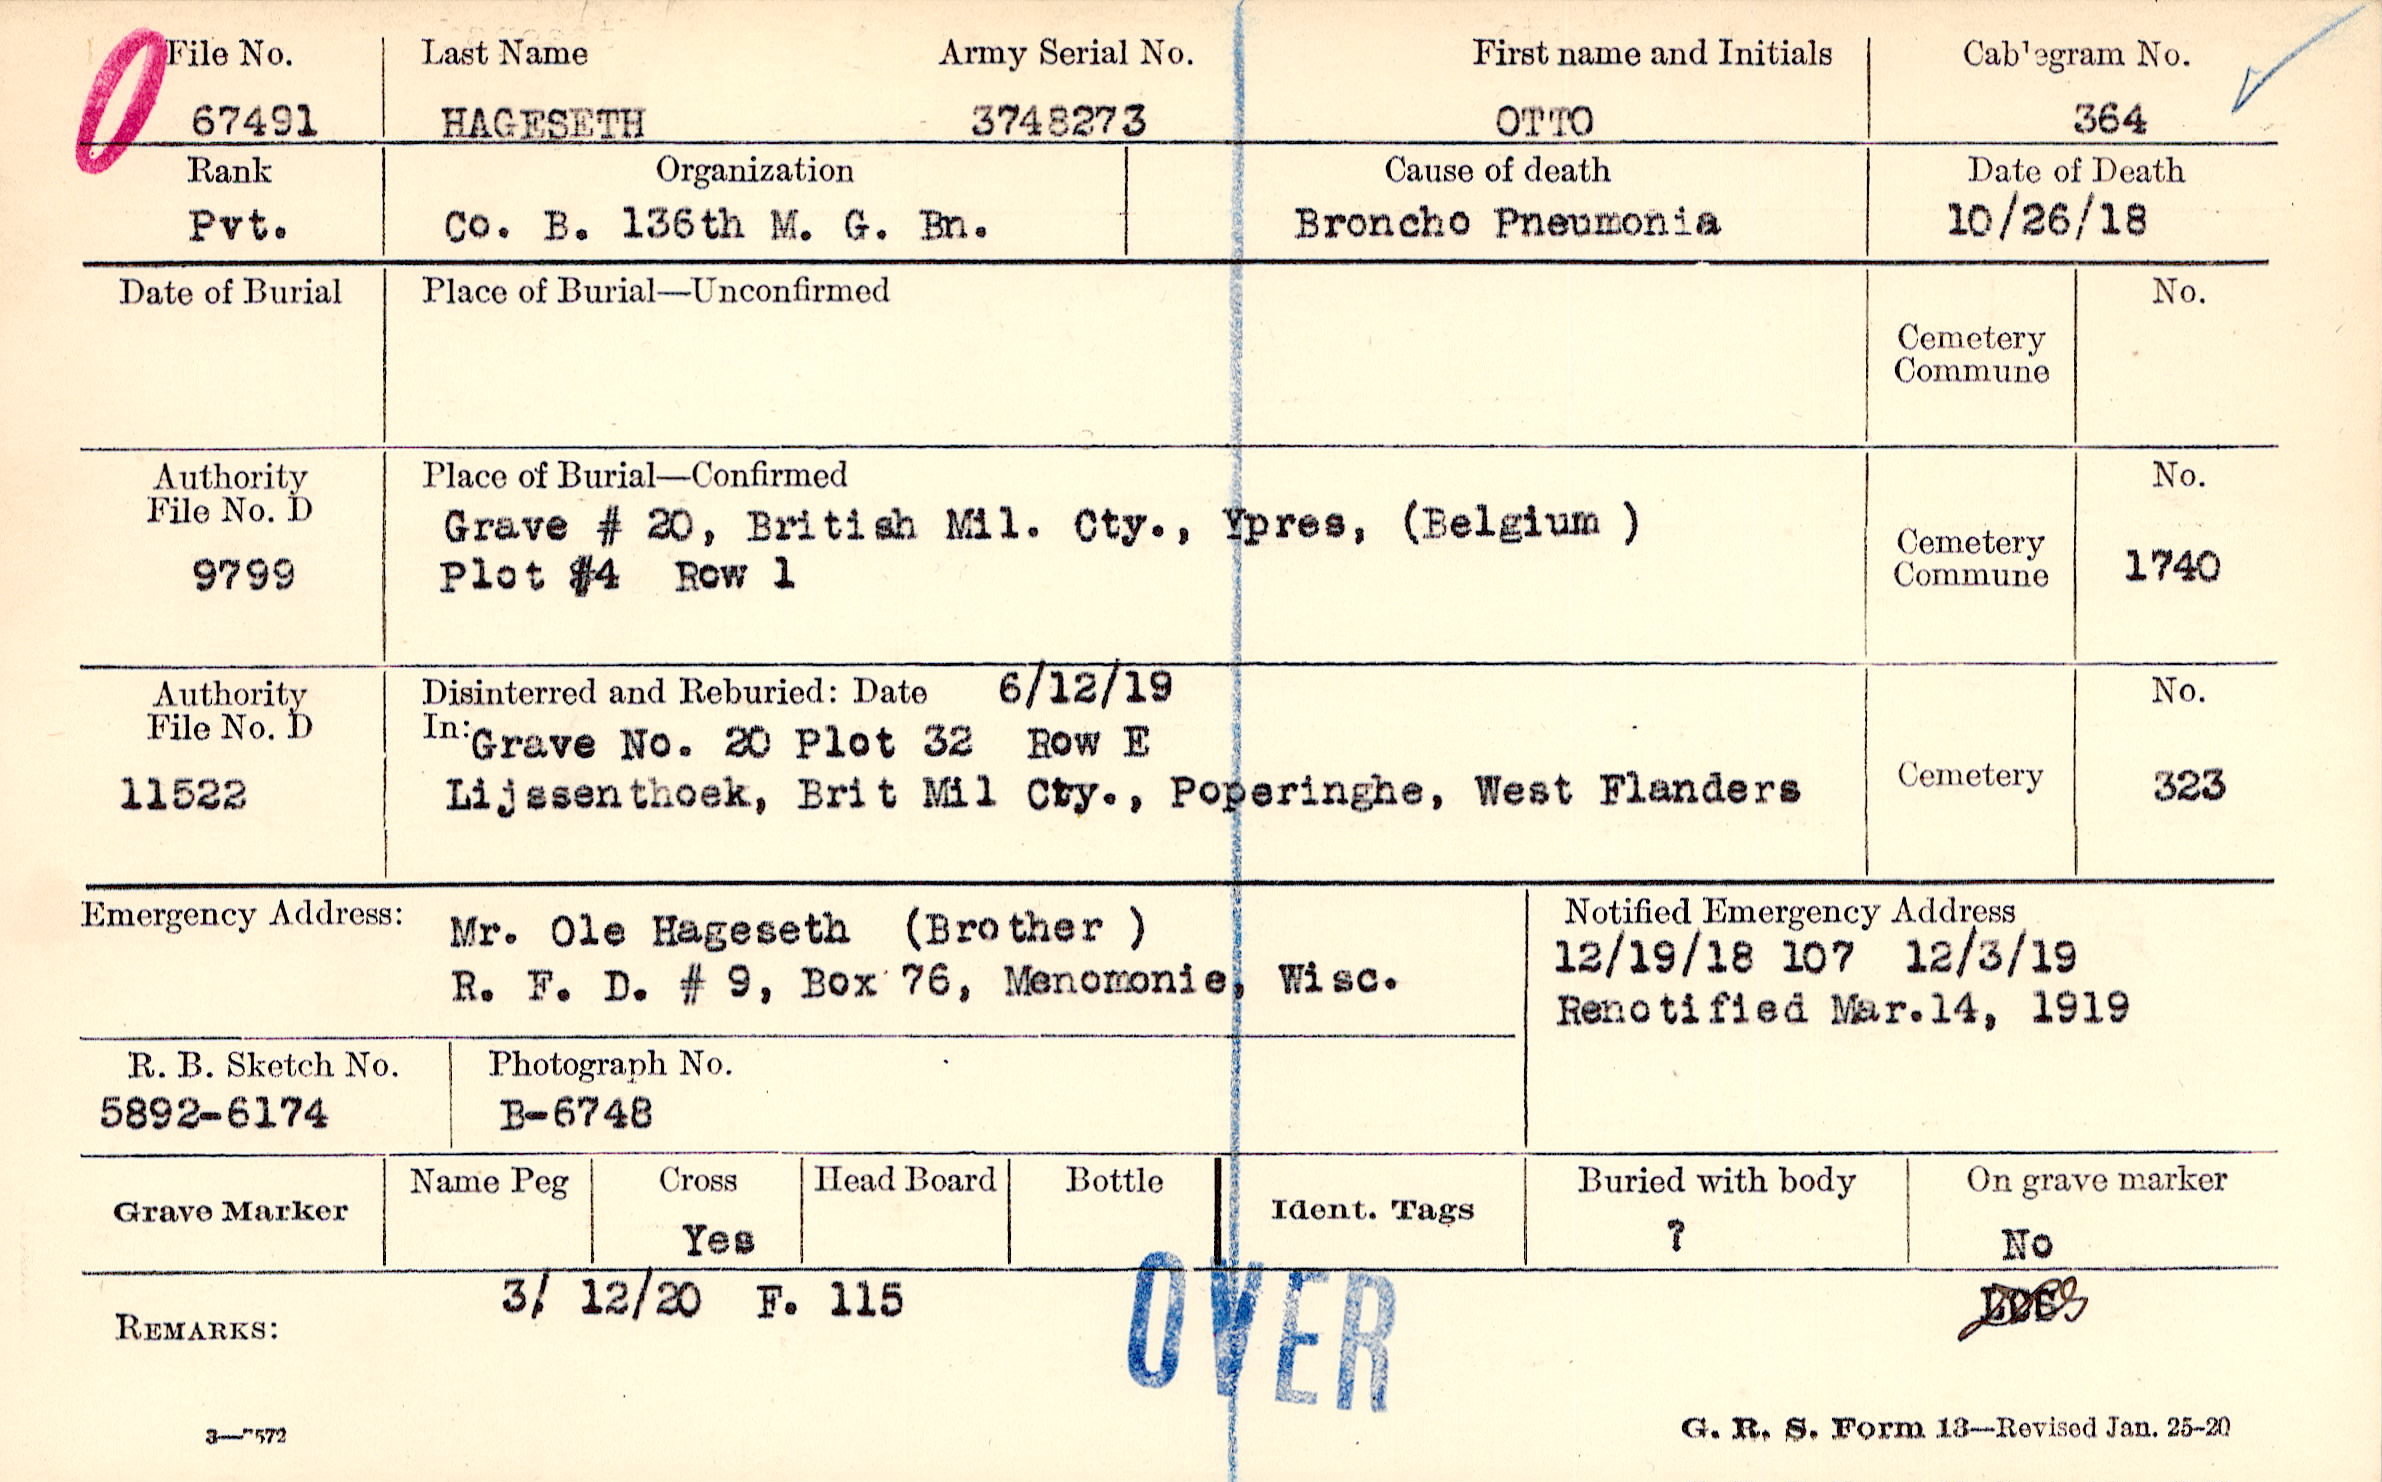 File No. Last Name Army Serial No. First name and Initials Cablegram No.
67491 HAGESETH 3748273 OTTO 364
Rank Organization Cause of death Date of Death
Pvt. Co. B. 136th M. G. Bn. Broncho Pneumonia 10/26/18
Date of Burial Place of Burial—Unconfirmed No.
Cemetery
Commune
Authority Place of Burial—Confirmed No.
File No. D
Grave # 20, British Mil. Cty., Ypres, (Belgium )
9799 Plot #4 Row 1
Cemetery
Commune 1740
Authority Disinterred and Reburied: Date 6/12/19 No.
File No. D In: Grave No. 20 Plot 32 Row E
11522 Lijssenthoek, Brit Mil Cty., Poperinghe, West Flanders Cemetery 323
Emergency Address: Mr. Ole Hageseth (Brother )
R. F. D. # 9, Box 76, Menomonie, Wisc.
Notified Emergency Address
12/19/18 107 12/3/19
Renotified Mar.14, 1919
R. B. Sketch No. Photograph No.
5892-6174 B-6748
Grave Marker Name Peg Cross Head Board Bottle Ident. Tags Buried with body On grave marker
Yes ? No
REMARKS: 3/ 12/20 F. 115
OVER
G. R. S. Form 13—Revised Jan. 25-20